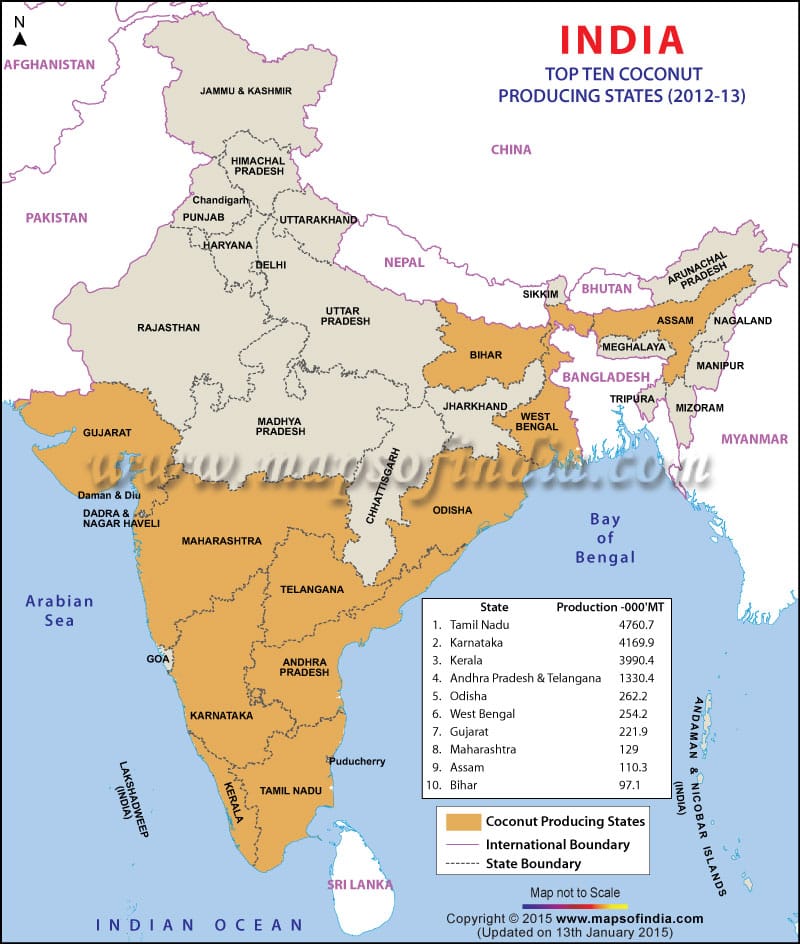 N
AFGHANISTAN
INDIA
TOP TEN COCONUT
PRODUCING STATES (2012-13)
JAMMU & KASHMIR
CHINA
HIMACHAL
PRADESH
Chandigarh
PUNJAB
UTTARAKHAND
PAKISTAN
HARYANA
DELHI
NEPAL
ARUNACHAL
PRADESH
SIKKIM
BHUTAN
RAJASTHAN
UTTAR
PRADESH
ASSAM
NAGALAND
BIHAR
MEGHALAYA
MANIPUR
BANGLADESH
TRIPURA
MIZORAM
JHARKHAND
GUJARAT
MADHYA
PRADESH
WEST
BENGAL
MYANMAR
www.mapsofindia.com
CHHATTISGARH
Daman & Diu
DADRA &
NAGAR HAVELI
ODISHA
MAHARASHTRA
Bay
of
Bengal
TELANGANA
Arabian
Sea
GOA
ANDHRA
PRADESH
KARNATAKA
Puducherry
KERALA
TAMIL NADU
LAKSHADWEEP
(INDIA)
State Production -000'MT
1. Tamil Nadu 4760.7
2. Karnataka 4169.9
3. Kerala 3990.4
4. Andhra Pradesh & Telangana 1330.4
5. Odisha 262.2
6. West Bengal 254.2
7. Gujarat 221.9
8. Maharashtra 129
9. Assam 110.3
10. Bihar 97.1
ANDAMAN & NICOBAR ISLANDS
(INDIA)
Coconut Producing States
International Boundary
State Boundary
SRI LANKA
INDIAN OCEAN
Map not to Scale
Copyright © 2015 www.mapsofindia.com
(Updated on 13th January 2015)